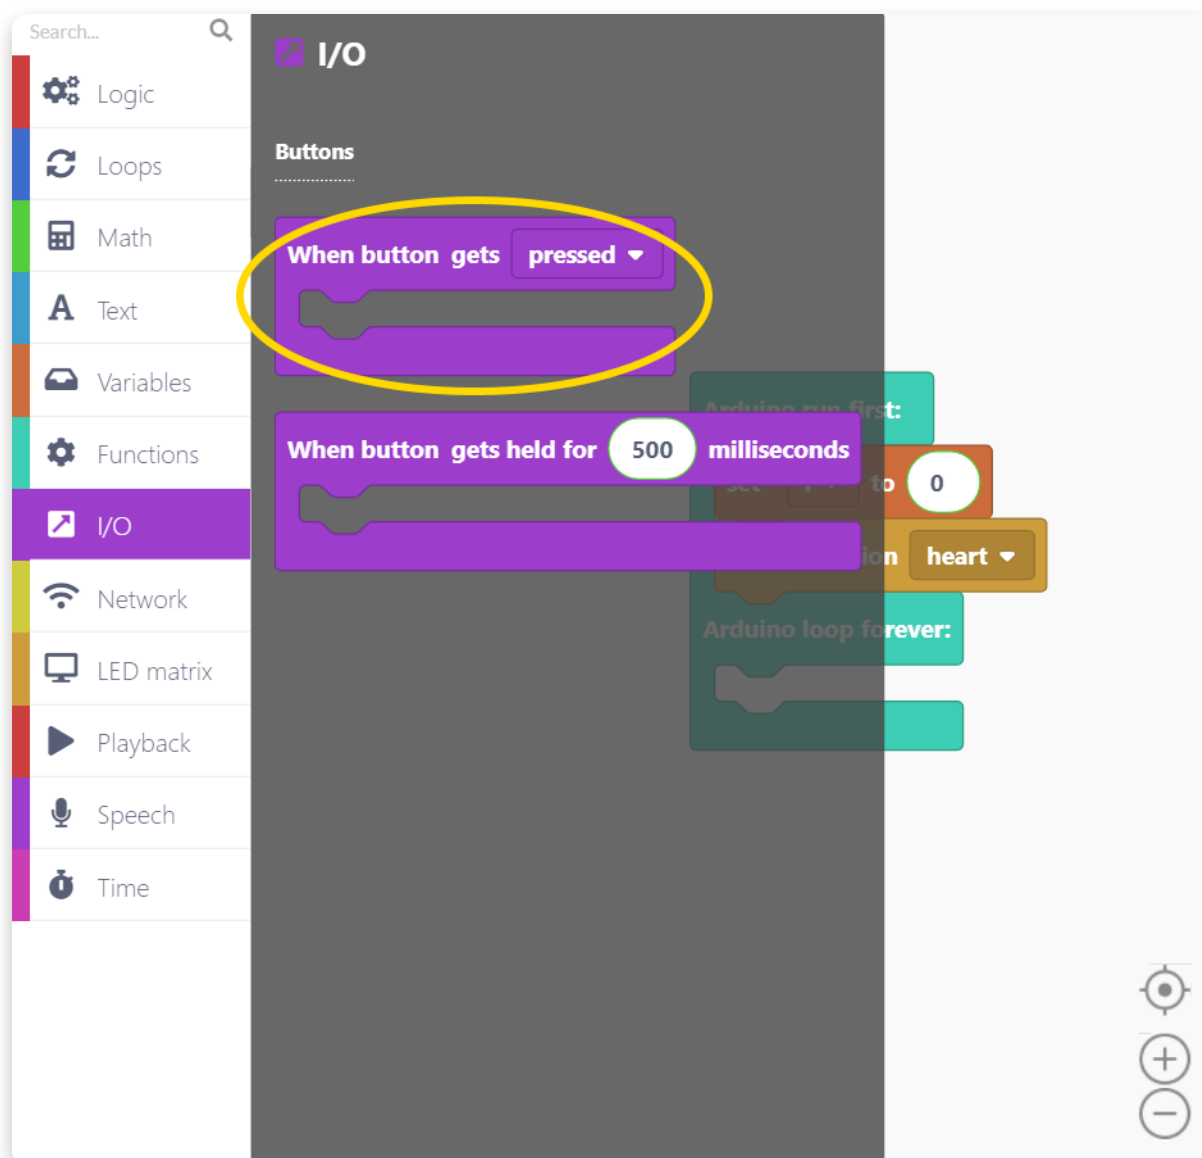 Search...
Logic
Loops
Math
Text
Variables
Functions
I/O
Network
LED matrix
Playback
Speech
Time
I/O
Buttons
When button gets pressed
When button gets held for 500 milliseconds
Arduino run first:
set to 0
heart
Arduino loop forever: